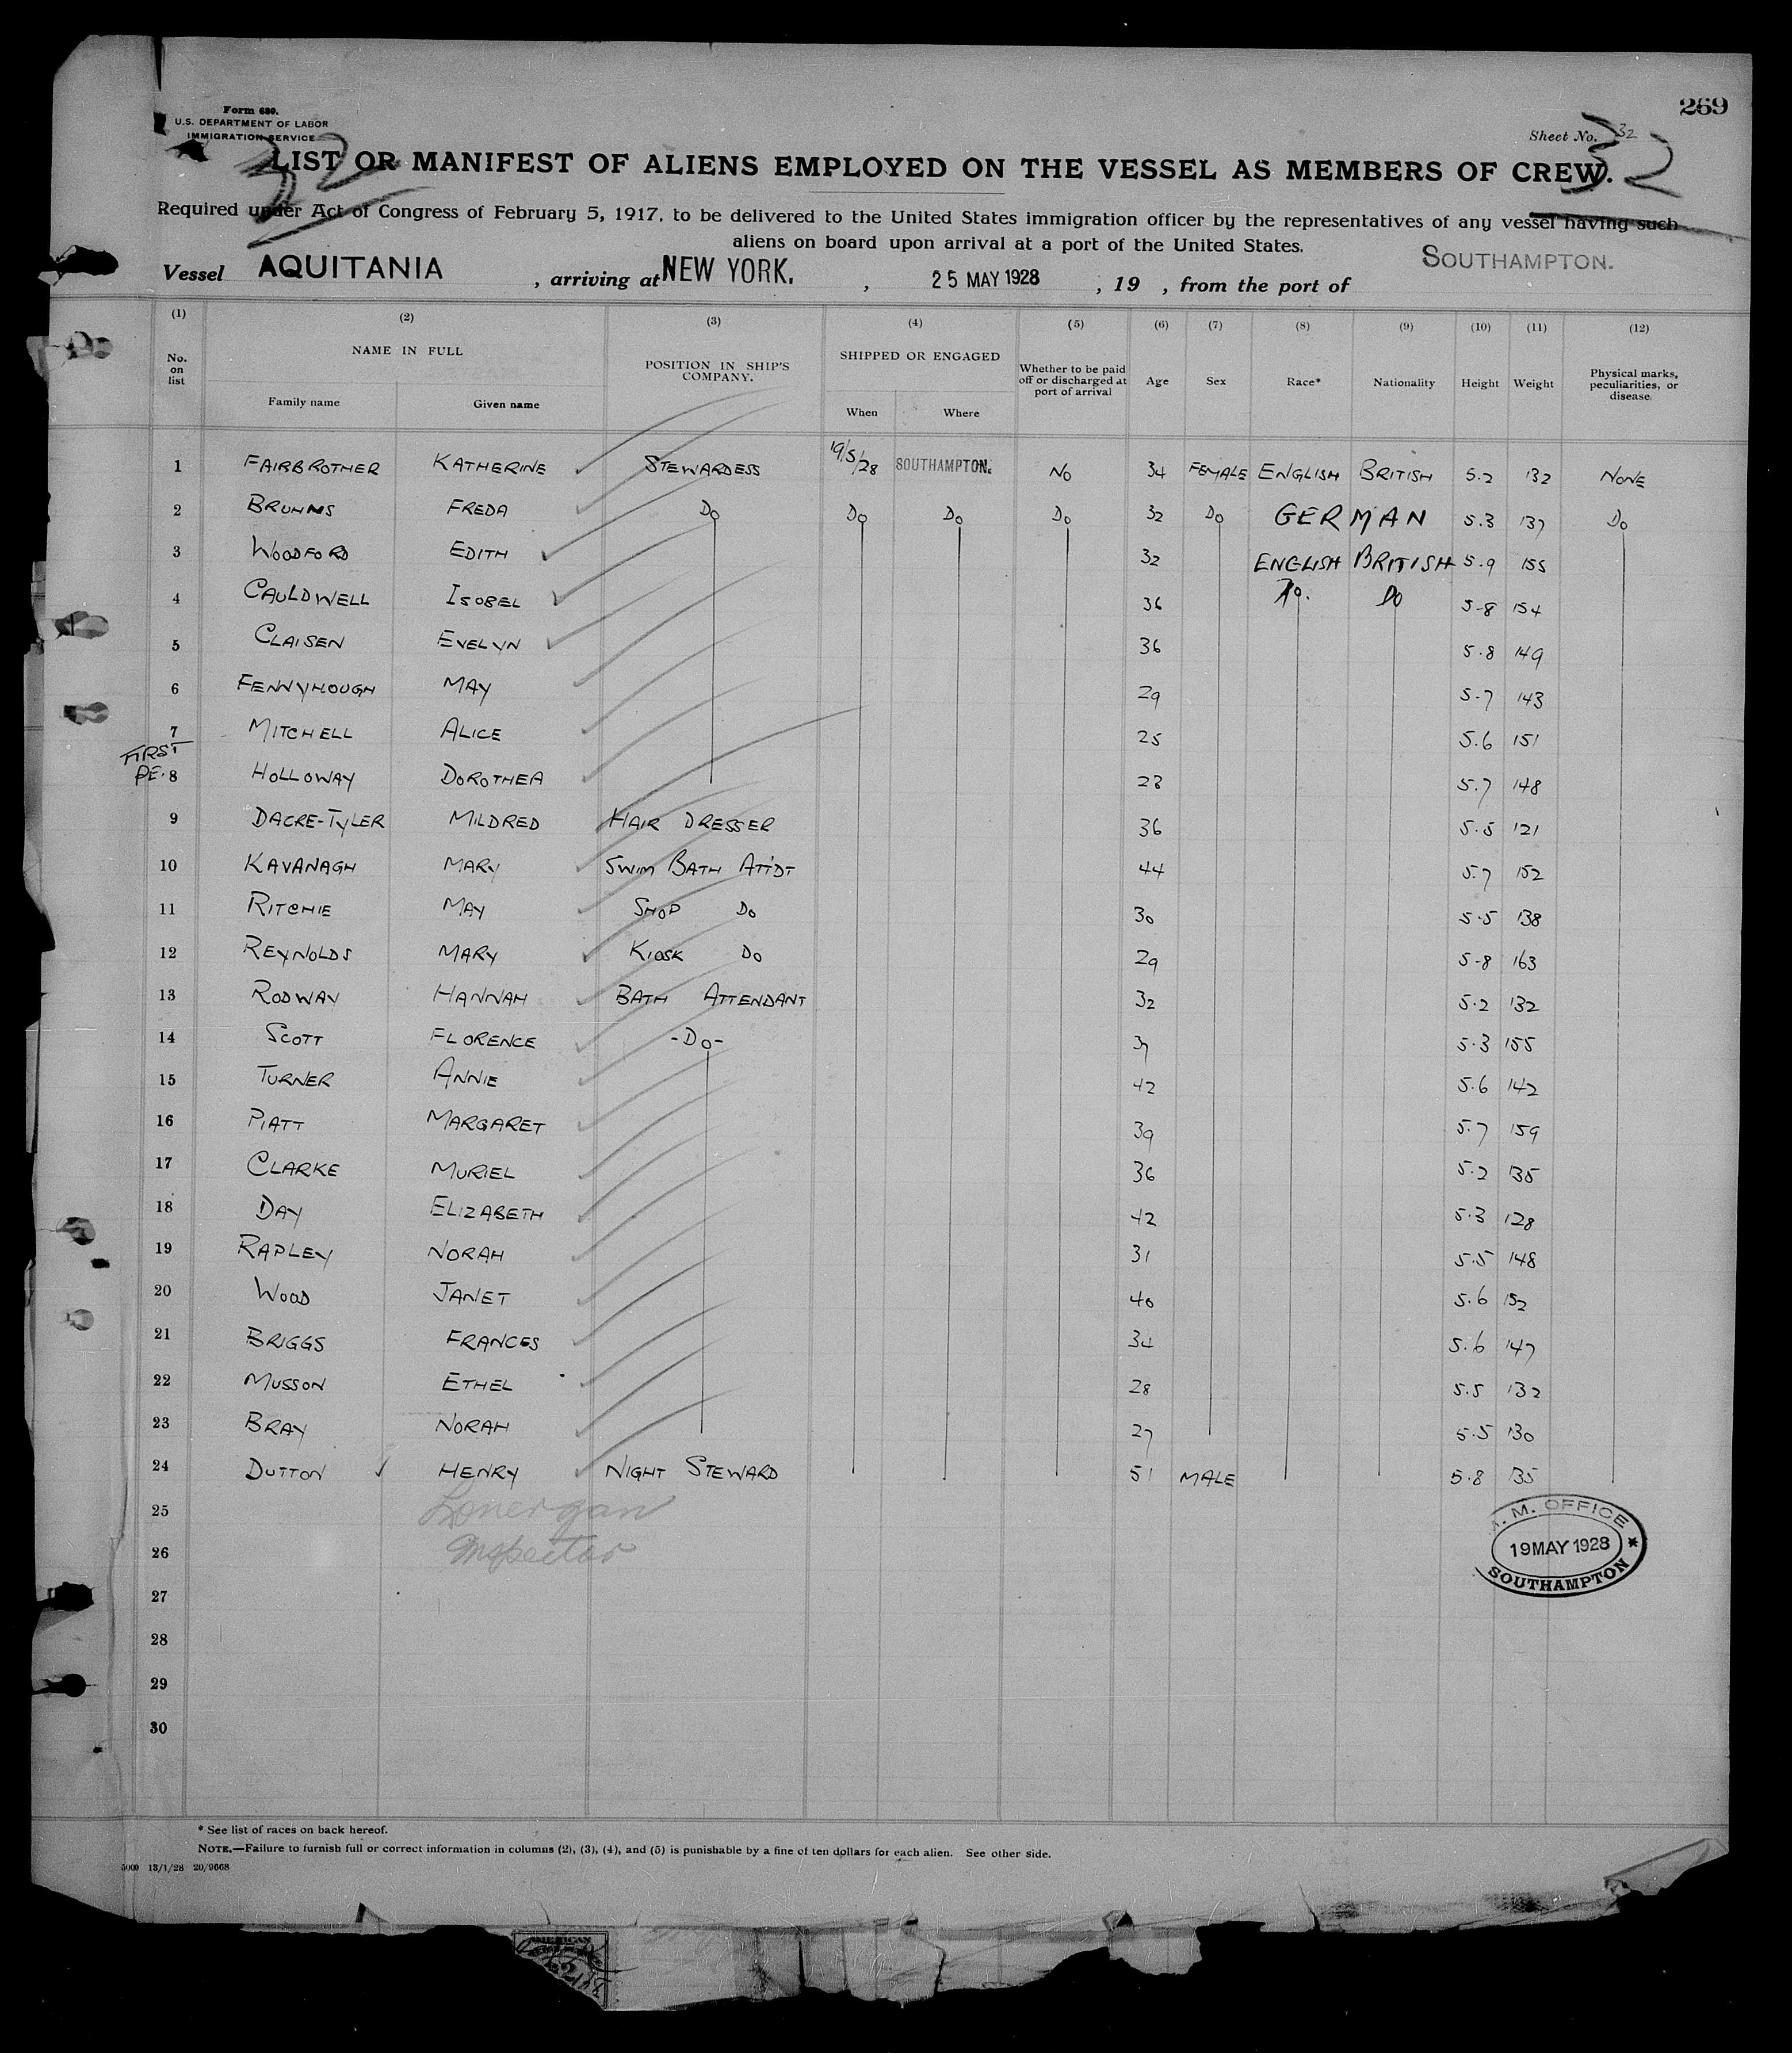 269
Form 680.
U.S. DEPARTMENT OF LABOR
IMMIGRATION SERVICE
Sheet No. 32
32
32
LIST OR MANIFEST OF ALIENS EMPLOYED ON THE VESSEL AS MEMBERS OF CREW.
Required under Act of Congress of February 5, 1917, to be delivered to the United States immigration officer by the representatives of any vessel having such
aliens on board upon arrival at a port of the United States.
Vessel AQUITANIA , arriving at NEW YORK. , 25 MAY 1928 , 19 , from the port of SOUTHAMPTON.
(1) (2) (3) (4) (5) (6) (7) (8) (9) (10) (11) (12)
No. on list NAME IN FULL POSITION IN SHIP'S COMPANY. SHIPPED OR ENGAGED Whether to be paid off or discharged at port of arrival Age Sex Race* Nationality Height Weight Physical marks, peculiarities, or disease.
Family name Given name When Where
1 FAIRBROTHER KATHERINE STEWARDESS 19/5/28 SOUTHAMPTON. NO 34 FEMALE ENGLISH BRITISH 5.2 132 NONE
2 BRUHNS FREDA DO DO DO DO 32 DO GERMAN 5.3 137 DO
3 WOODFORD EDITH 32 ENGLISH BRITISH 5.9 155
4 CAULDWELL ISOBEL 36 DO. DO 5-8 154
5 CLAISEN EVELYN 36 5.8 149
6 FENNYHOUGH MAY 29 5.7 143
7 MITCHELL ALICE 25 5.6 151
FIRST
8 HOLLOWAY DOROTHEA 28 5.7 148
9 DACRE-TYLER MILDRED HAIR DRESSER 36 5.5 121
10 KAVANAGH MARY SWIM BATH ATTDT 44 5.7 152
11 RITCHIE MAY SHOP DO 30 5.5 138
12 REYNOLDS MARY KIOSK DO 29 5-8 163
13 RODWAY HANNAH BATH ATTENDANT 32 5.2 132
14 SCOTT FLORENCE -DO- 37 5.3 155
15 TURNER ANNIE 42 5.6 142
16 PIATT MARGARET 39 5.7 159
17 CLARKE MURIEL 36 5.2 135
18 DAY ELIZABETH 42 5.3 128
19 RAPLEY NORAH 31 5.5 148
20 WOOD JANET 40 5.6 152
21 BRIGGS FRANCES 34 5.6 147
22 MUSSON ETHEL 28 5.5 132
23 BRAY NORAH 27 5.5 130
24 DUTTON HENRY NIGHT STEWARD 51 MALE 5.8 135
25 Lonergan
26 Inspector
27
28
29
30
M. OFFICE
19 MAY 1928
SOUTHAMPTON
* See list of races on back hereof.
NOTE.—Failure to furnish full or correct information in columns (2), (3), (4), and (5) is punishable by a fine of ten dollars for each alien. See other side.
5000 13/1/28 20/9668
AMERICAN